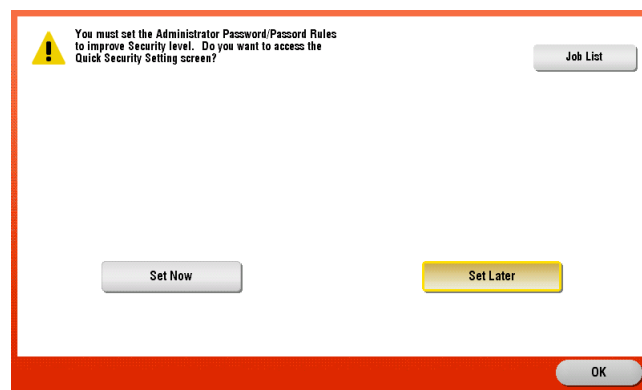 You must set the Administrator Password/Passord Rules
to improve Security level. Do you want to access the
Quick Security Setting screen?
Job List
Set Now
Set Later
OK